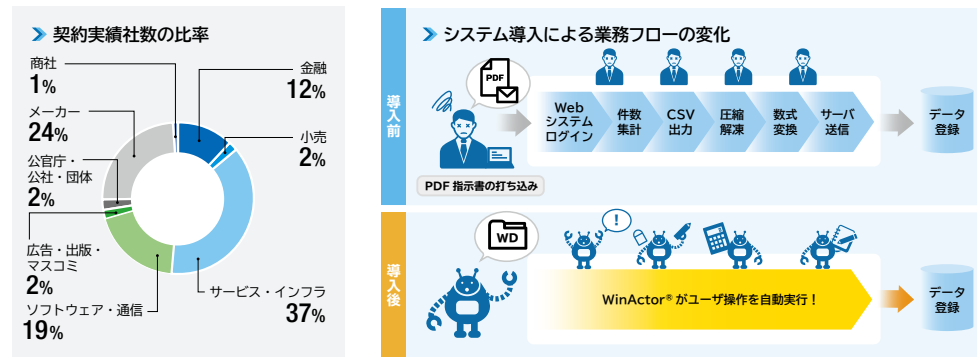 契約実績社数の比率
商社
1%
金融
12%
メーカー
24%
小売
2%
公官庁・
公社・団体
2%
広告・出版・
マスコミ
2%
ソフトウェア・通信
19%
サービス・インフラ
37%
システム導入による業務フローの変化
導入前
PDF
PDF 指示書の打ち込み
Web
システム
ログイン
件数
集計
CSV
出力
圧縮
解凍
数式
変換
サーバ
送信
データ
登録
導入後
WD
!
WinActor® がユーザ操作を自動実行！
データ
登録